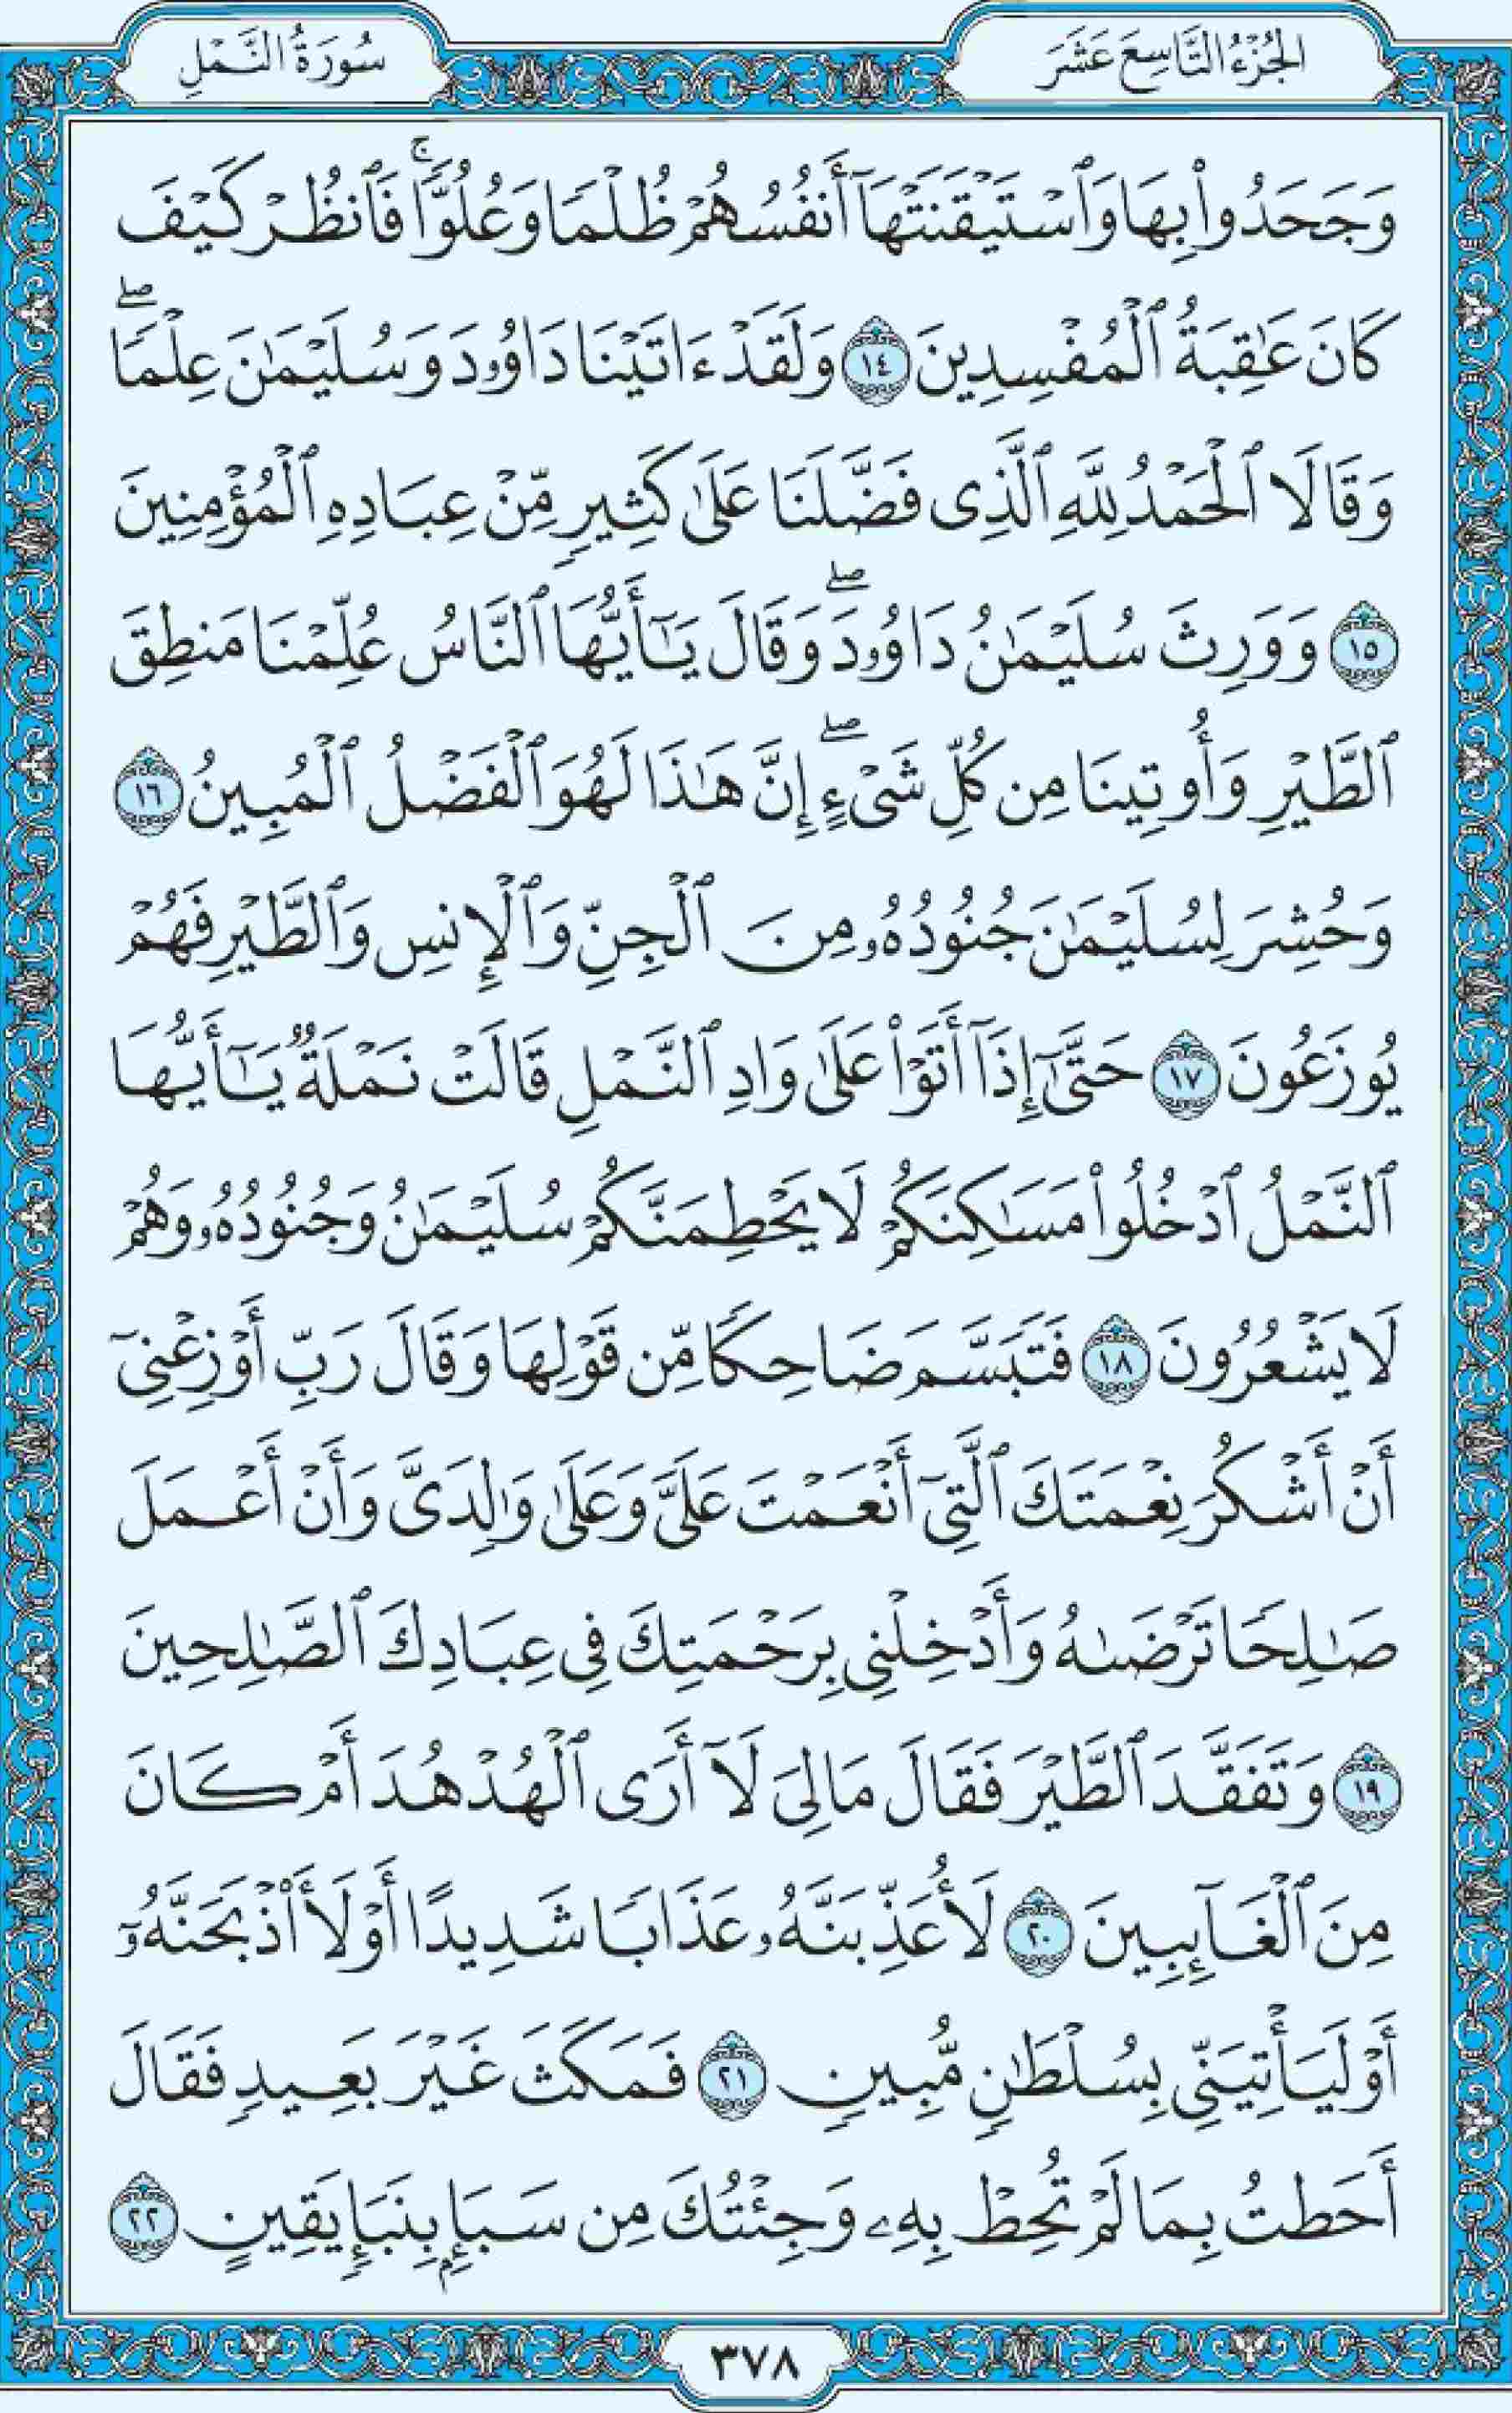 الجُزْءُ التَّاسِعَ عَشَرَ
سُورَةُ النَّمْلِ
وَجَحَدُواْ بِهَا وَٱسْتَيْقَنَتْهَآ أَنفُسُهُمْ ظُلْمًا وَعُلُوًّاۚ فَٱنظُرْ كَيْفَ
كَانَ عَٰقِبَةُ ٱلْمُفْسِدِينَ ١٤ وَلَقَدْ ءَاتَيْنَا دَاوُۥدَ وَسُلَيْمَٰنَ عِلْمًاۖ
وَقَالَا ٱلْحَمْدُ لِلَّهِ ٱلَّذِى فَضَّلَنَا عَلَىٰ كَثِيرٍ مِّنْ عِبَادِهِ ٱلْمُؤْمِنِينَ
١٥ وَوَرِثَ سُلَيْمَٰنُ دَاوُۥدَۖ وَقَالَ يَٰٓأَيُّهَا ٱلنَّاسُ عُلِّمْنَا مَنطِقَ
ٱلطَّيْرِ وَأُوتِينَا مِن كُلِّ شَىْءٍۖ إِنَّ هَٰذَا لَهُوَ ٱلْفَضْلُ ٱلْمُبِينُ ١٦
وَحُشِرَ لِسُلَيْمَٰنَ جُنُودُهُۥ مِنَ ٱلْجِنِّ وَٱلْإِنسِ وَٱلطَّيْرِ فَهُمْ
يُوزَعُونَ ١٧ حَتَّىٰٓ إِذَآ أَتَوْاْ عَلَىٰ وَادِ ٱلنَّمْلِ قَالَتْ نَمْلَةٌ يَٰٓأَيُّهَا
ٱلنَّمْلُ ٱدْخُلُواْ مَسَٰكِنَكُمْ لَا يَحْطِمَنَّكُمْ سُلَيْمَٰنُ وَجُنُودُهُۥ وَهُمْ
لَا يَشْعُرُونَ ١٨ فَتَبَسَّمَ ضَاحِكًا مِّن قَوْلِهَا وَقَالَ رَبِّ أَوْزِعْنِىٓ
أَنْ أَشْكُرَ نِعْمَتَكَ ٱلَّتِىٓ أَنْعَمْتَ عَلَىَّ وَعَلَىٰ وَٰلِدَىَّ وَأَنْ أَعْمَلَ
صَٰلِحًا تَرْضَىٰهُ وَأَدْخِلْنِى بِرَحْمَتِكَ فِى عِبَادِكَ ٱلصَّٰلِحِينَ
١٩ وَتَفَقَّدَ ٱلطَّيْرَ فَقَالَ مَالِىَ لَآ أَرَى ٱلْهُدْهُدَ أَمْ كَانَ
مِنَ ٱلْغَآئِبِينَ ٢٠ لَأُعَذِّبَنَّهُۥ عَذَابًا شَدِيدًا أَوْ لَأَاْذْبَحَنَّهُۥٓ
أَوْ لَيَأْتِيَنِّى بِسُلْطَٰنٍ مُّبِينٍ ٢١ فَمَكَثَ غَيْرَ بَعِيدٍ فَقَالَ
أَحَطتُ بِمَا لَمْ تُحِطْ بِهِۦ وَجِئْتُكَ مِن سَبَإٍۭ بِنَبَإٍ يَقِينٍ ٢٢
٣٧٨